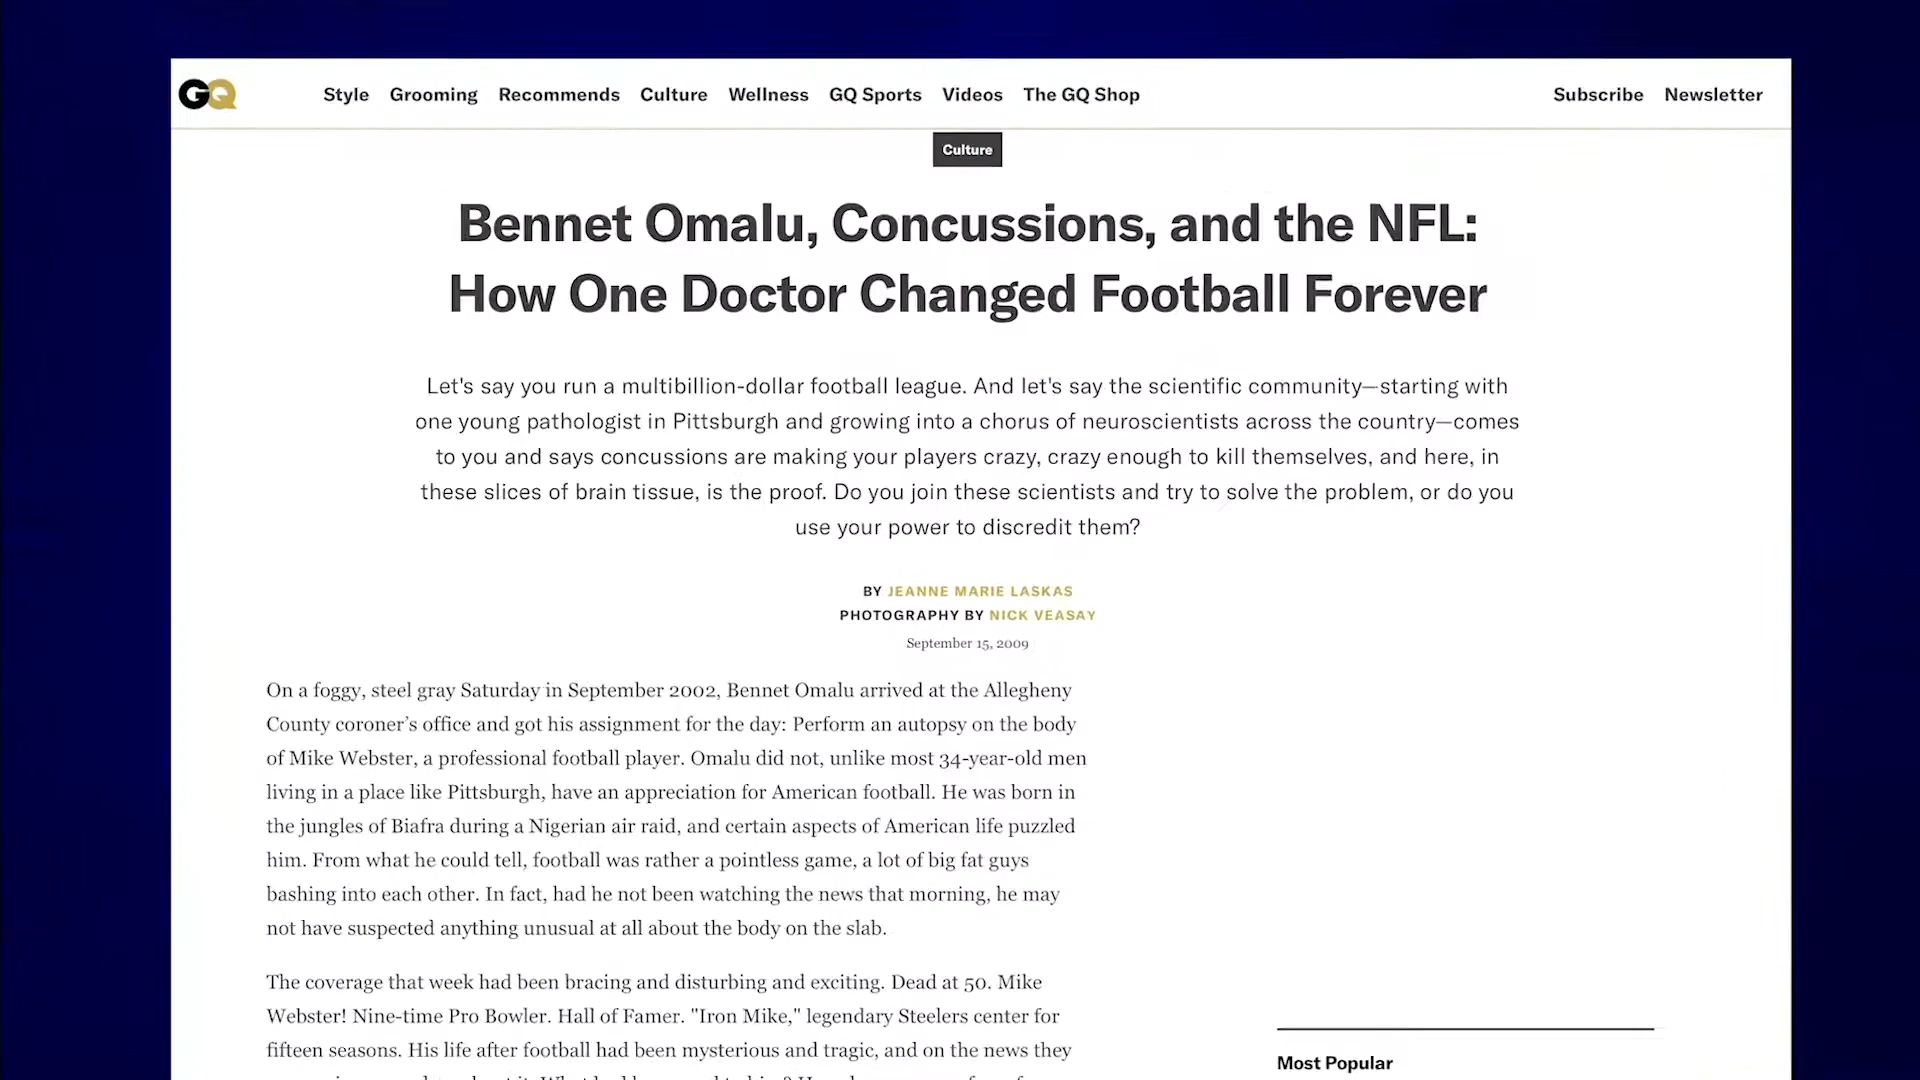 GQ
Style Grooming Recommends Culture Wellness GQ Sports Videos The GQ Shop Subscribe Newsletter
Culture
Bennet Omalu, Concussions, and the NFL:
How One Doctor Changed Football Forever
Let's say you run a multibillion-dollar football league. And let's say the scientific community—starting with
one young pathologist in Pittsburgh and growing into a chorus of neuroscientists across the country—comes
to you and says concussions are making your players crazy, crazy enough to kill themselves, and here, in
these slices of brain tissue, is the proof. Do you join these scientists and try to solve the problem, or do you
use your power to discredit them?
BY JEANNE MARIE LASKAS
PHOTOGRAPHY BY NICK VEASAY
September 15, 2009
On a foggy, steel gray Saturday in September 2002, Bennet Omalu arrived at the Allegheny
County coroner’s office and got his assignment for the day: Perform an autopsy on the body
of Mike Webster, a professional football player. Omalu did not, unlike most 34-year-old men
living in a place like Pittsburgh, have an appreciation for American football. He was born in
the jungles of Biafra during a Nigerian air raid, and certain aspects of American life puzzled
him. From what he could tell, football was rather a pointless game, a lot of big fat guys
bashing into each other. In fact, had he not been watching the news that morning, he may
not have suspected anything unusual at all about the body on the slab.
The coverage that week had been bracing and disturbing and exciting. Dead at 50. Mike
Webster! Nine-time Pro Bowler. Hall of Famer. "Iron Mike," legendary Steelers center for
fifteen seasons. His life after football had been mysterious and tragic, and on the news they
Most Popular